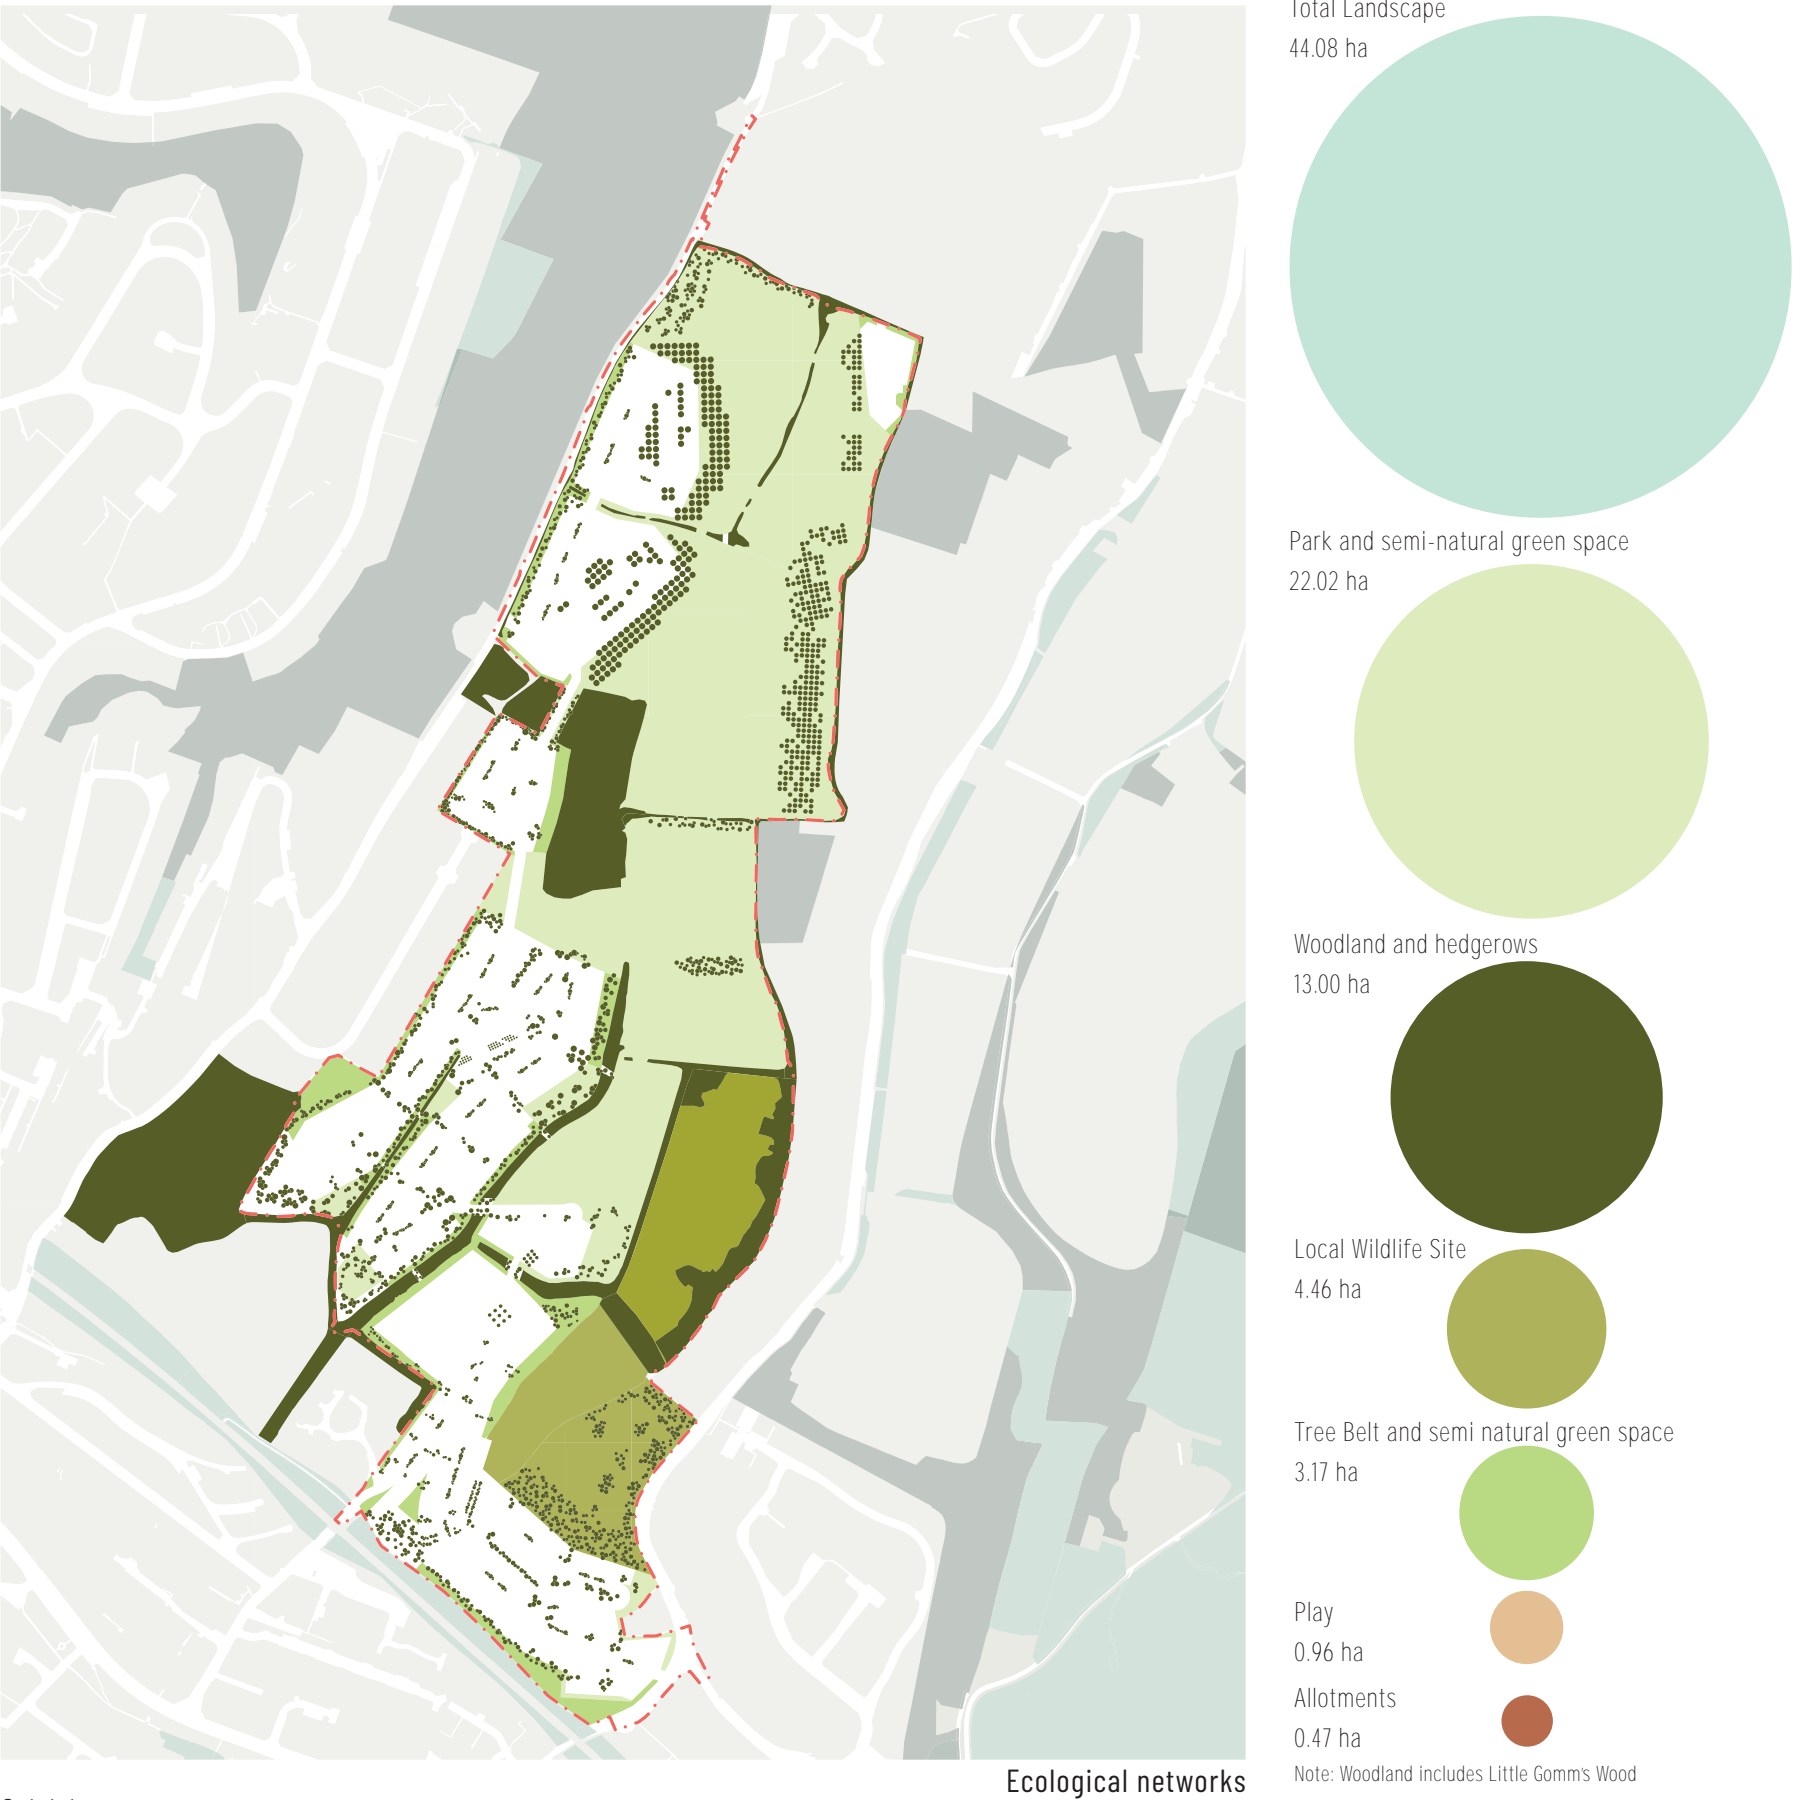 Total Landscape
44.08 ha
Park and semi-natural green space
22.02 ha
Woodland and hedgerows
13.00 ha
Local Wildlife Site
4.46 ha
Tree Belt and semi natural green space
3.17 ha
Play
0.96 ha
Allotments
0.47 ha
Note: Woodland includes Little Gomm's Wood
Ecological networks